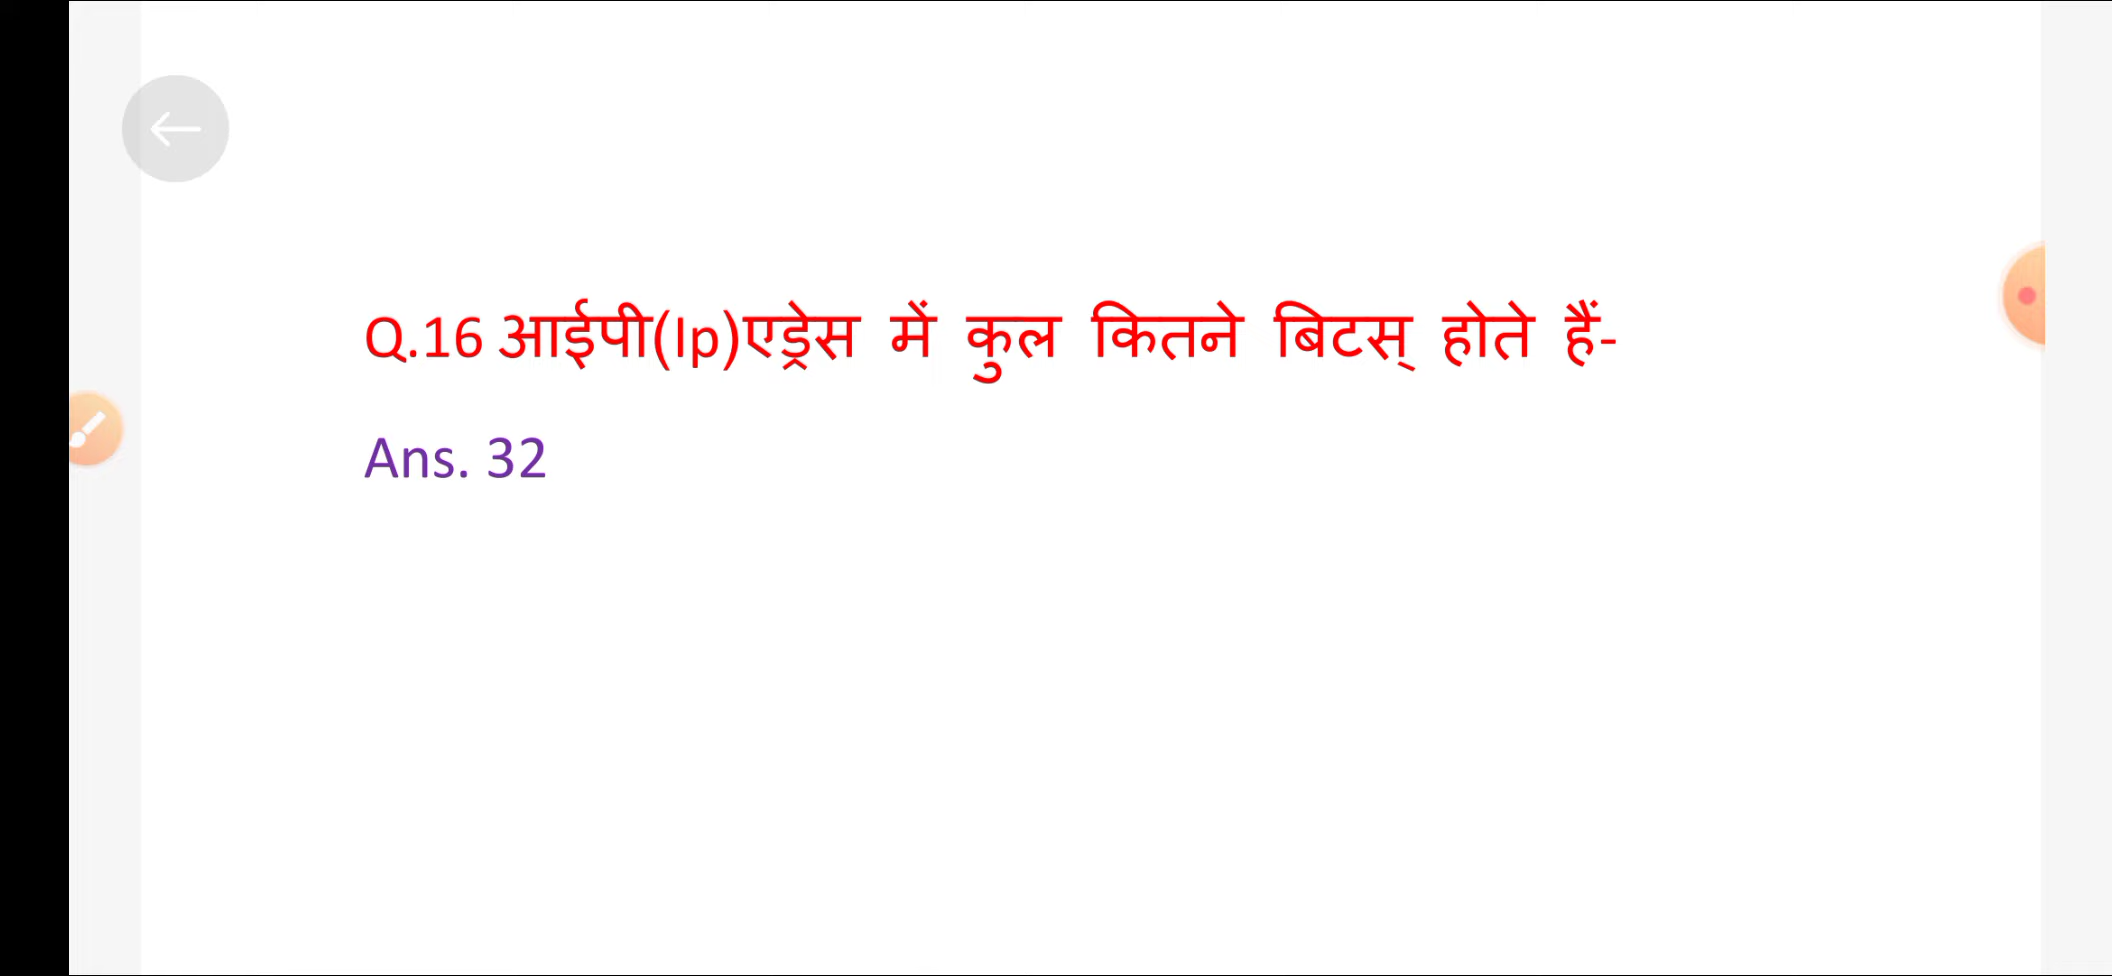 Q.16 आईपी(Ip)एड्रेस में कुल कितने बिटस् होते हैं-
Ans. 32